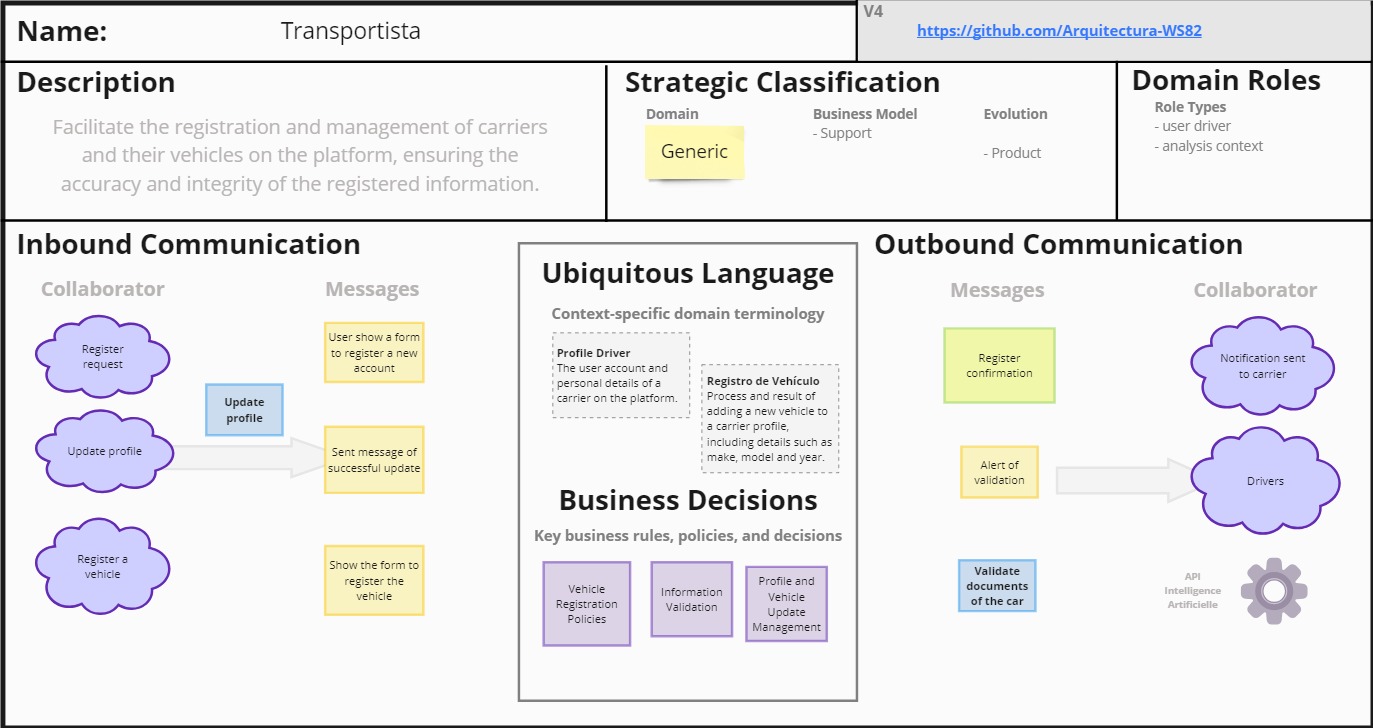 Name:
Transportista
V4
https://github.com/Arquitectura-WS82
Description
Facilitate the registration and management of carriers
and their vehicles on the platform, ensuring the
accuracy and integrity of the registered information.
Strategic Classification
Domain
Generic
Business Model
- Support
Evolution
- Product
Domain Roles
Role Types
- user driver
- analysis context
Inbound Communication
Collaborator
Messages
Register
request
User show a form
to register a new
account
Update
profile
Update profile
Sent message of
successful update
Register a
vehicle
Show the form to
register the
vehicle
Ubiquitous Language
Context-specific domain terminology
Profile Driver
The user account and
personal details of a
carrier on the platform.
Registro de Vehículo
Process and result of
adding a new vehicle to
a carrier profile,
including details such as
make, model and year.
Business Decisions
Key business rules, policies, and decisions
Vehicle
Registration
Policies
Information
Validation
Profile and
Vehicle
Update
Management
Outbound Communication
Messages
Collaborator
Register
confirmation
Notification sent
to carrier
Alert of
validation
Drivers
Validate
documents
of the car
API
Intelligence
Artificielle